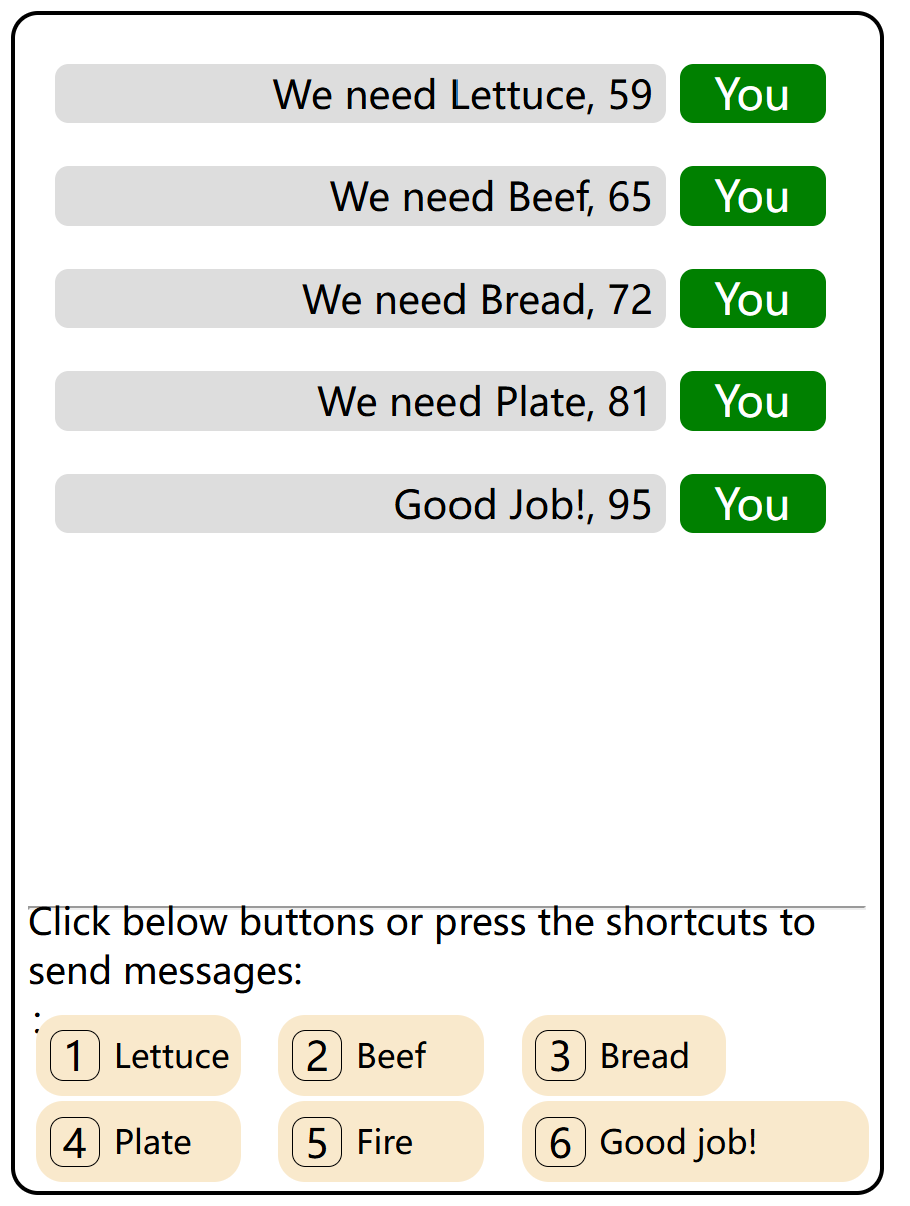 We need Lettuce, 59 You
We need Beef, 65 You
We need Bread, 72 You
We need Plate, 81 You
Good Job!, 95 You
Click below buttons or press the shortcuts to
send messages:
:
1 Lettuce 2 Beef 3 Bread
4 Plate 5 Fire 6 Good job!